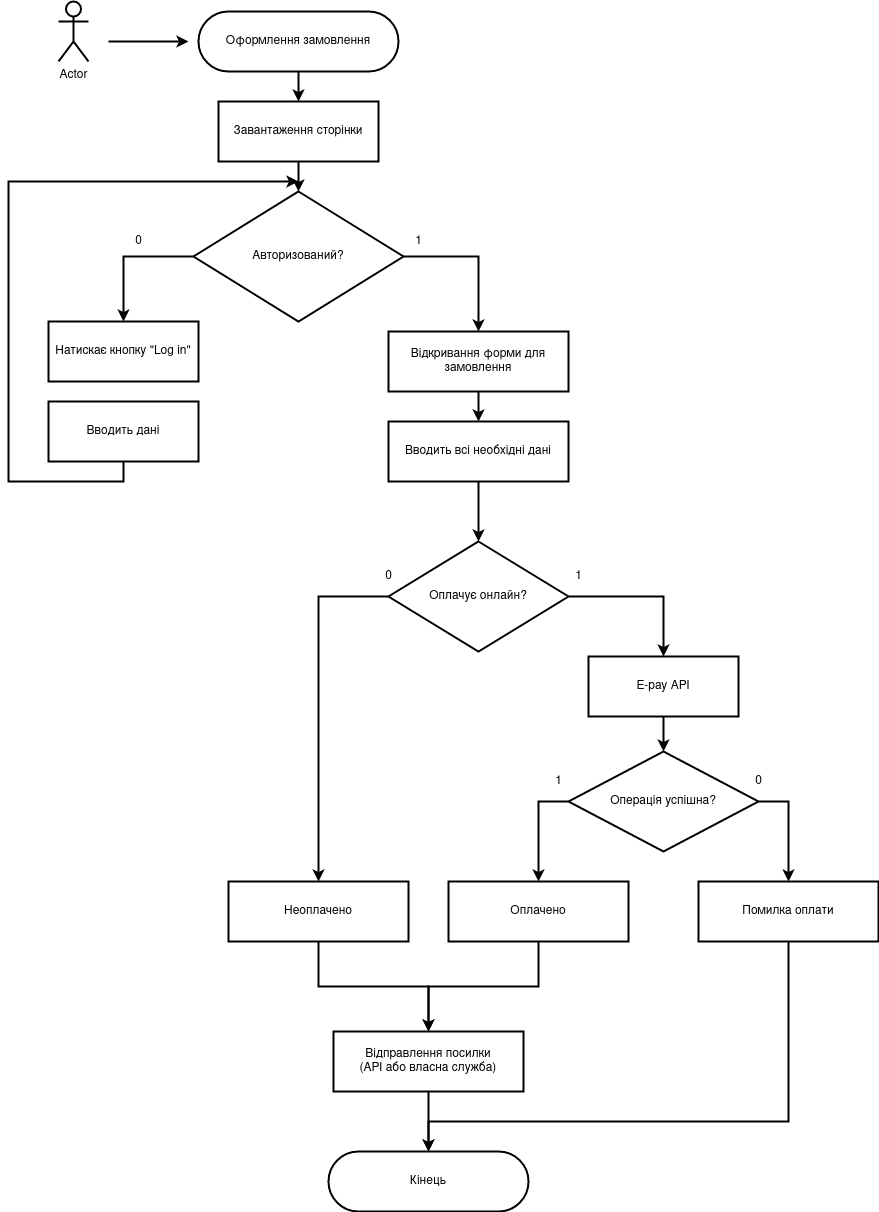 Оформлення замовлення
Actor
Завантаження сторінки
0
1
Авторизований?
Натискає кнопку "Log in"
Відкривання форми для
замовлення
Вводить дані
Вводить всі необхідні дані
0
1
Оплачує онлайн?
E-pay API
1
0
Операція успішна?
Неоплачено
Оплачено
Помилка оплати
Відправлення посилки
(API або власна служба)
Кінець